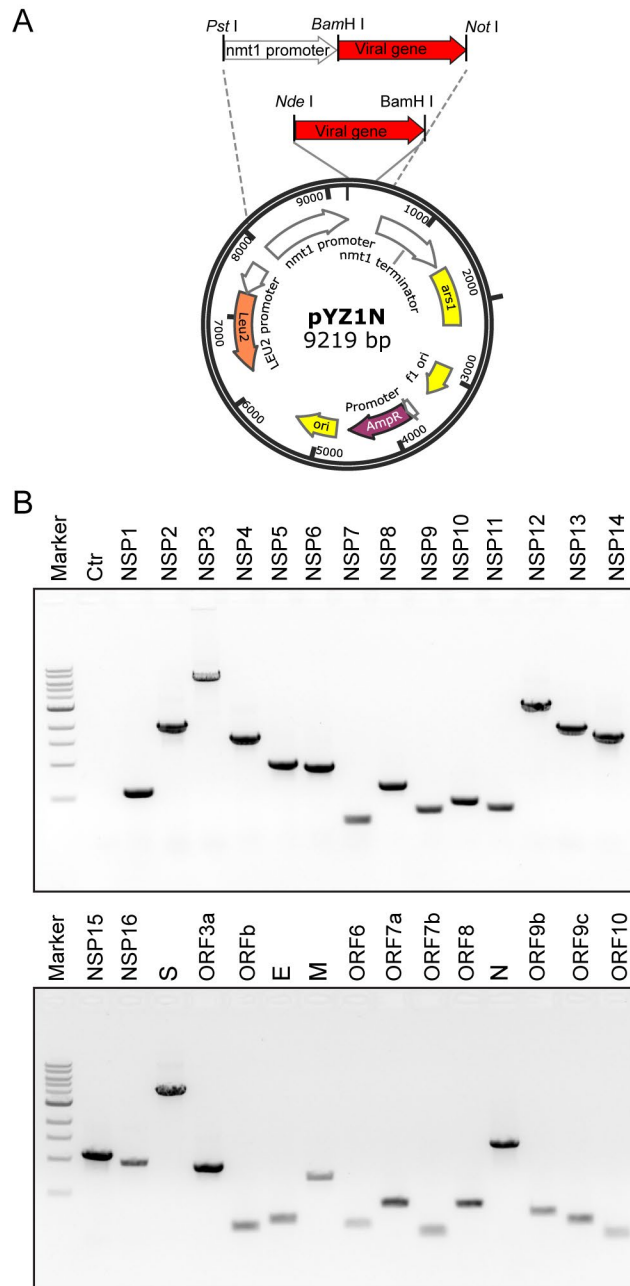 A
Pst I
BamH I
Not I
nmt1 promoter
Viral gene
Nde I
BamH I
Viral gene
9000
1000
8000
2000
nmt1 promoter
nmt1 terminator
ars1
LEU2 promoter
Leu2
7000
pYZ1N
9219 bp
f1 ori
3000
Promoter
AmpR
ori
6000
4000
5000
B
Marker
Ctr
NSP1
NSP2
NSP3
NSP4
NSP5
NSP6
NSP7
NSP8
NSP9
NSP10
NSP11
NSP12
NSP13
NSP14
Marker
NSP15
NSP16
S
ORF3a
ORFb
E
M
ORF6
ORF7a
ORF7b
ORF8
N
ORF9b
ORF9c
ORF10